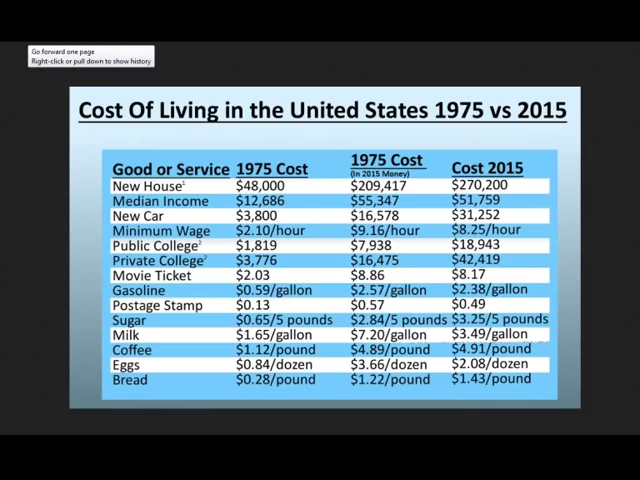 Go forward one page
Right-click or pull down to show history
Cost Of Living in the United States 1975 vs 2015
Good or Service 1975 Cost 1975 Cost (In 2015 Money) Cost 2015
New House¹ $48,000 $209,417 $270,200
Median Income $12,686 $55,347 $51,759
New Car $3,800 $16,578 $31,252
Minimum Wage $2.10/hour $9.16/hour $8.25/hour
Public College² $1,819 $7,938 $18,943
Private College² $3,776 $16,475 $42,419
Movie Ticket $2.03 $8.86 $8.17
Gasoline $0.59/gallon $2.57/gallon $2.38/gallon
Postage Stamp $0.13 $0.57 $0.49
Sugar $0.65/5 pounds $2.84/5 pounds $3.25/5 pounds
Milk $1.65/gallon $7.20/gallon $3.49/gallon
Coffee $1.12/pound $4.89/pound $4.91/pound
Eggs $0.84/dozen $3.66/dozen $2.08/dozen
Bread $0.28/pound $1.22/pound $1.43/pound